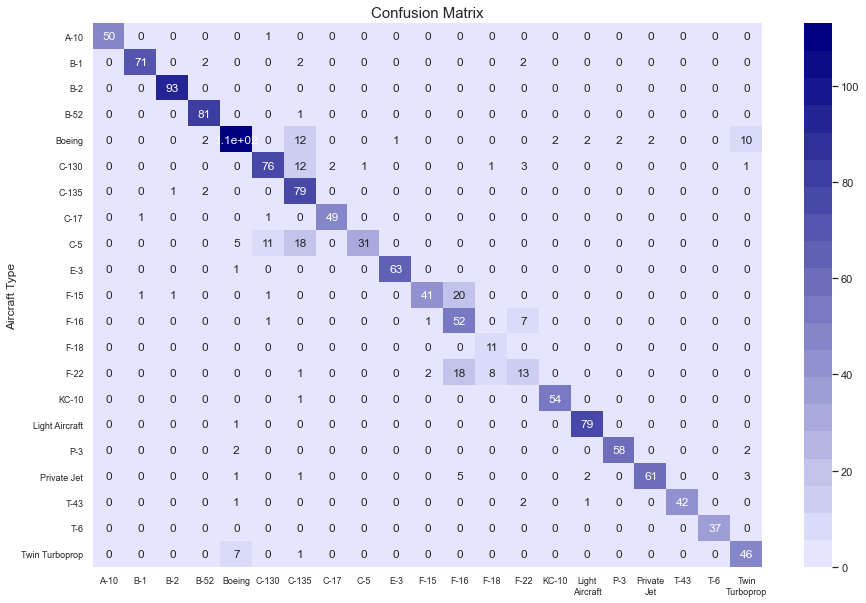 Confusion Matrix
A-10 50 0 0 0 0 1 0 0 0 0 0 0 0 0 0 0 0 0 0 0 0
B-1 0 71 0 2 0 0 2 0 0 0 0 0 0 2 0 0 0 0 0 0 0
B-2 0 0 93 0 0 0 0 0 0 0 0 0 0 0 0 0 0 0 0 0 0
B-52 0 0 0 81 0 0 1 0 0 0 0 0 0 0 0 0 0 0 0 0 0
Boeing 0 0 0 2 .1e+02 0 12 0 0 1 0 0 0 0 2 2 2 2 0 0 10
C-130 0 0 0 0 0 76 12 2 1 0 0 0 1 3 0 0 0 0 0 0 1
C-135 0 0 1 2 0 0 79 0 0 0 0 0 0 0 0 0 0 0 0 0 0
C-17 0 1 0 0 0 1 0 49 0 0 0 0 0 0 0 0 0 0 0 0 0
C-5 0 0 0 0 5 11 18 0 31 0 0 0 0 0 0 0 0 0 0 0 0
E-3 0 0 0 0 1 0 0 0 0 63 0 0 0 0 0 0 0 0 0 0 0
F-15 0 1 1 0 0 1 0 0 0 0 41 20 0 0 0 0 0 0 0 0 0
F-16 0 0 0 0 0 1 0 0 0 0 1 52 0 7 0 0 0 0 0 0 0
F-18 0 0 0 0 0 0 0 0 0 0 0 0 11 0 0 0 0 0 0 0 0
F-22 0 0 0 0 0 0 1 0 0 0 2 18 8 13 0 0 0 0 0 0 0
KC-10 0 0 0 0 0 0 1 0 0 0 0 0 0 0 54 0 0 0 0 0 0
Light Aircraft 0 0 0 0 1 0 0 0 0 0 0 0 0 0 0 79 0 0 0 0 0
P-3 0 0 0 0 2 0 0 0 0 0 0 0 0 0 0 0 58 0 0 0 2
Private Jet 0 0 0 0 1 0 1 0 0 0 0 5 0 0 0 2 0 61 0 0 3
T-43 0 0 0 0 1 0 0 0 0 0 0 0 0 2 0 1 0 0 42 0 0
T-6 0 0 0 0 0 0 0 0 0 0 0 0 0 0 0 0 0 0 0 37 0
Twin Turboprop 0 0 0 0 7 0 1 0 0 0 0 0 0 0 0 0 0 0 0 0 46
A-10 B-1 B-2 B-52 Boeing C-130 C-135 C-17 C-5 E-3 F-15 F-16 F-18 F-22 KC-10 Light Aircraft P-3 Private Jet T-43 T-6 Twin Turboprop
Aircraft Type
100
80
60
40
20
0